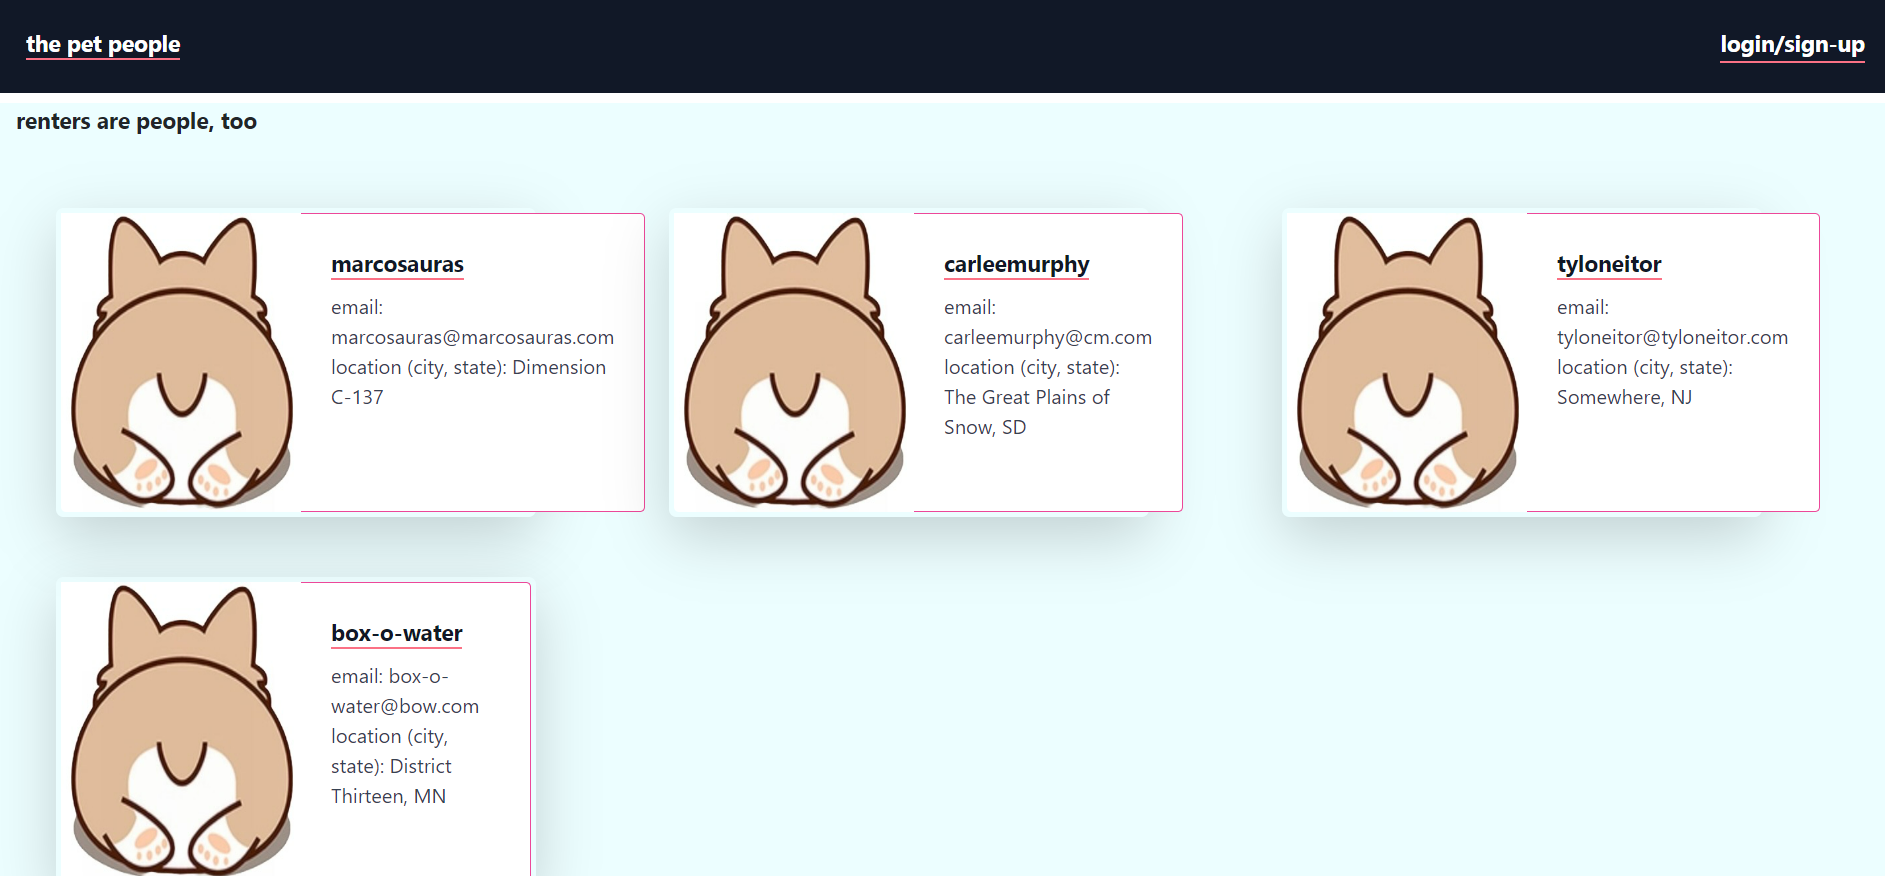 the pet people
login/sign-up
renters are people, too
marcosauras
email:
marcosauras@marcosauras.com
location (city, state): Dimension
C-137
carleemurphy
email:
carleemurphy@cm.com
location (city, state):
The Great Plains of
Snow, SD
tyloneitor
email:
tyloneitor@tyloneitor.com
location (city, state):
Somewhere, NJ
box-o-water
email: box-o-
water@bow.com
location (city,
state): District
Thirteen, MN